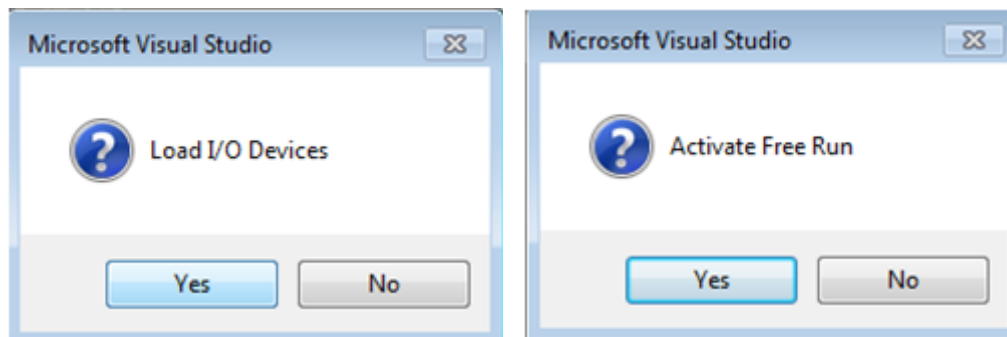 Microsoft Visual Studio
Load I/O Devices
Yes No
Microsoft Visual Studio
Activate Free Run
Yes No